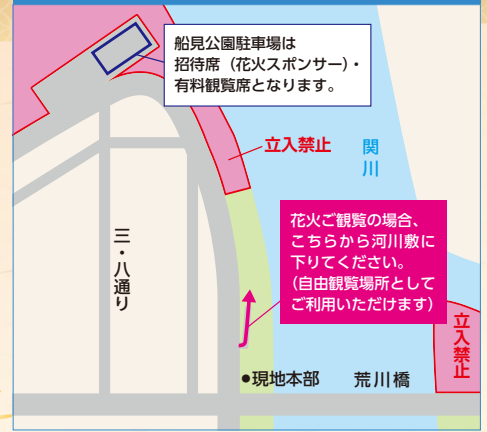 船見公園駐車場は
招待席（花火スポンサー）・
有料観覧席となります。
立入禁止
関川
花火ご観覧の場合、
こちらから河川敷に
下りてください。
（自由観覧場所として
ご利用いただけます）
三・八通り
立入禁止
●現地本部
荒川橋